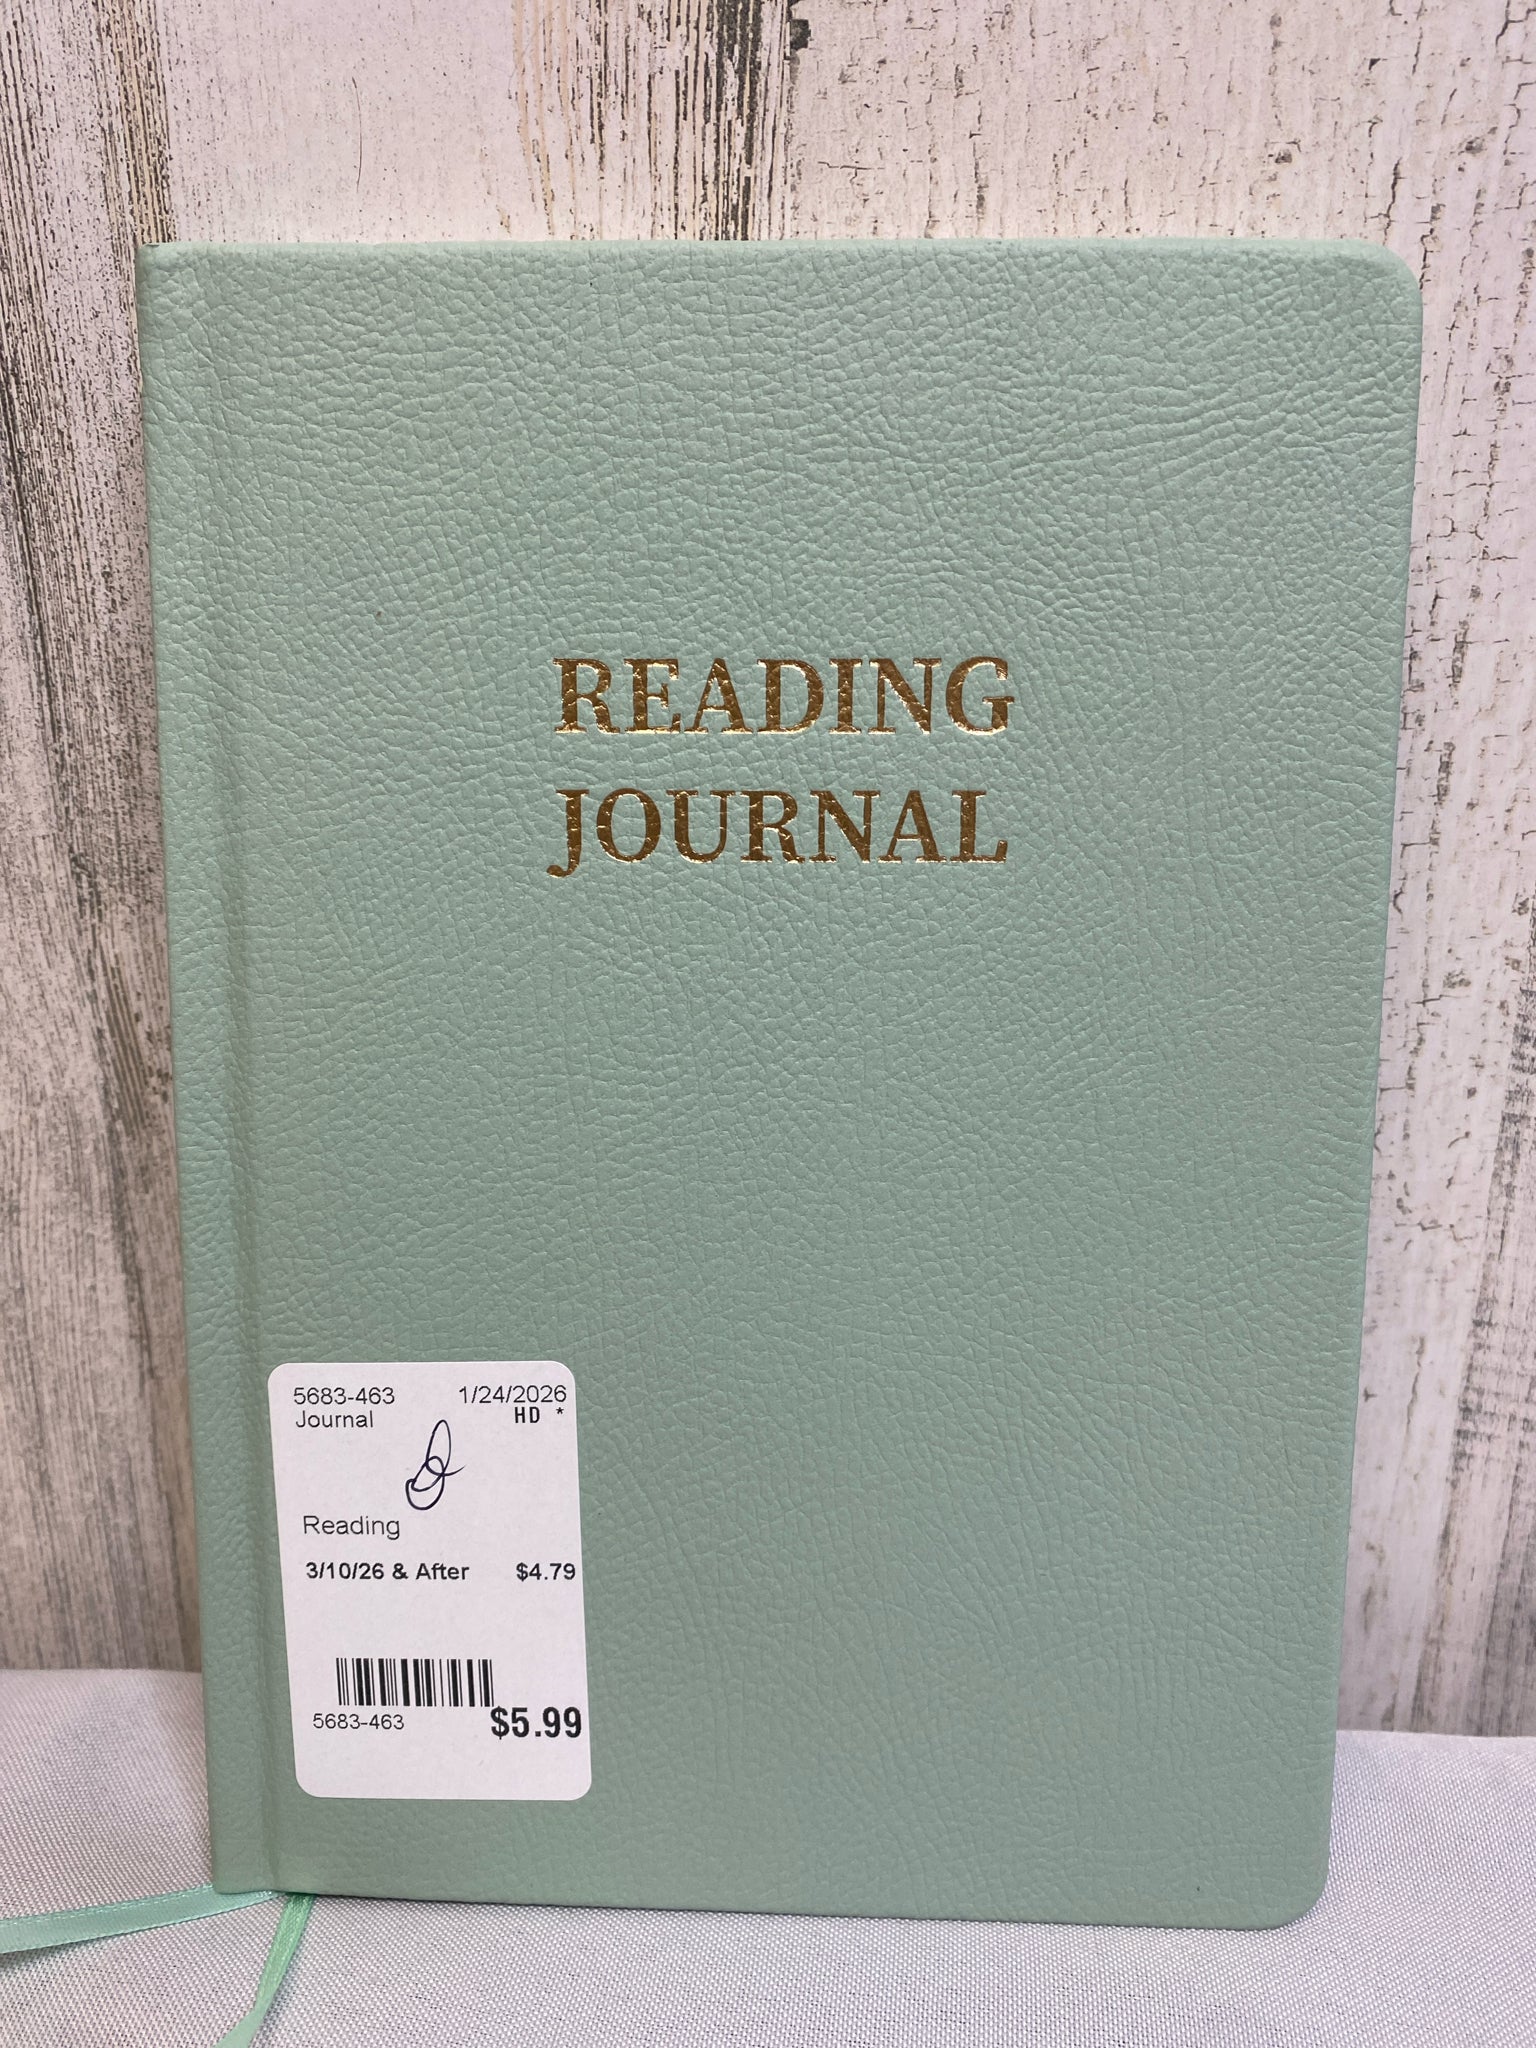 READING
JOURNAL
5683-463 1/24/2026
Journal HD *
Reading
3/10/26 & After $4.79
5683-463 $5.99